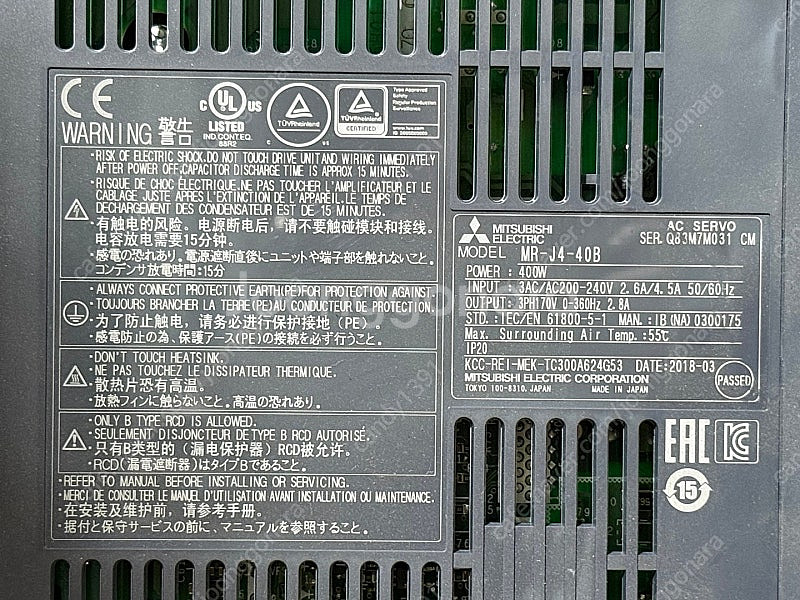 CE
C UL US
LISTED
IND.CONT.EQ.
88R2
TÜVRheinland
C US
TÜVRheinland
CERTIFIED
Type Approved
Safety
Regular Production
Surveillance
www.tuv.com
WARNING 警告
・RISK OF ELECTRIC SHOCK.DO NOT TOUCH DRIVE UNIT AND WIRING IMMEDIATELY
AFTER POWER OFF.CAPACITOR DISCHARGE TIME IS APPROX 15 MINUTES.
・RISQUE DE CHOC ÉLECTRIQUE.NE PAS TOUCHER L'AMPLIFICATEUR ET LE
CABLAGE JUSTE APRÈS L'EXTINCTION DE L'APPAREIL.LE TEMPS DE
DECHARGEMENT DES CONDENSATEUR EST DE 15 MINUTES.
・有触电的风险。电源断电后，请不要触碰模块和接线。
电容放电需要15分钟。
・感電の恐れあり。電源遮断直後にユニットや端子部を触れないこと。
コンデンサ放電時間:15分
・ALWAYS CONNECT PROTECTIVE EARTH(PE)FOR PROTECTION AGAINST.
・TOUJOURS BRANCHER LA TERRE(PE)AU CONDUCTEUR DE PROTECTION.
・为了防止触电，请务必进行保护接地（PE）。
・感電防止の為、保護アース(PE)の接続を必ず行うこと。
・DON'T TOUCH HEATSINK.
・NE PAS TOUCHEZ LE DISSIPATEUR THERMIQUE.
・散热片恐有高温。
・放熱フィンに触らないこと。高温の恐れあり。
・ONLY B TYPE RCD IS ALLOWED.
・SEULEMENT DISJONCTEUR DE TYPE B RCD AUTORISÉ.
・只有B类型的（漏电保护器）RCD被允许。
・RCD(漏電遮断器)はタイプBであること。
・REFER TO MANUAL BEFORE INSTALLING OR SERVICING.
・MERCI DE CONSULTER LE MANUEL D'UTILISATION AVANT INSTALLATION OU MAINTENANCE.
・在安装及维护前，请参考手册。
・据付と保守サービスの前に、マニュアルを参照すること。
MITSUBISHI
ELECTRIC
AC SERVO
SER. Q83M7M031 CM
MODEL MR-J4-40B
POWER : 400W
INPUT : 3AC/AC200-240V 2.6A/4.5A 50/60Hz
OUTPUT: 3PH170V 0-360Hz 2.8A
STD.: IEC/EN 61800-5-1 MAN.: IB(NA)0300175
Max. Surrounding Air Temp.:55℃
IP20
KCC-REI-MEK-TC300A624G53 DATE:2018-03
MITSUBISHI ELECTRIC CORPORATION
TOKYO 100-8310, JAPAN MADE IN JAPAN
PASSED
EAC
15